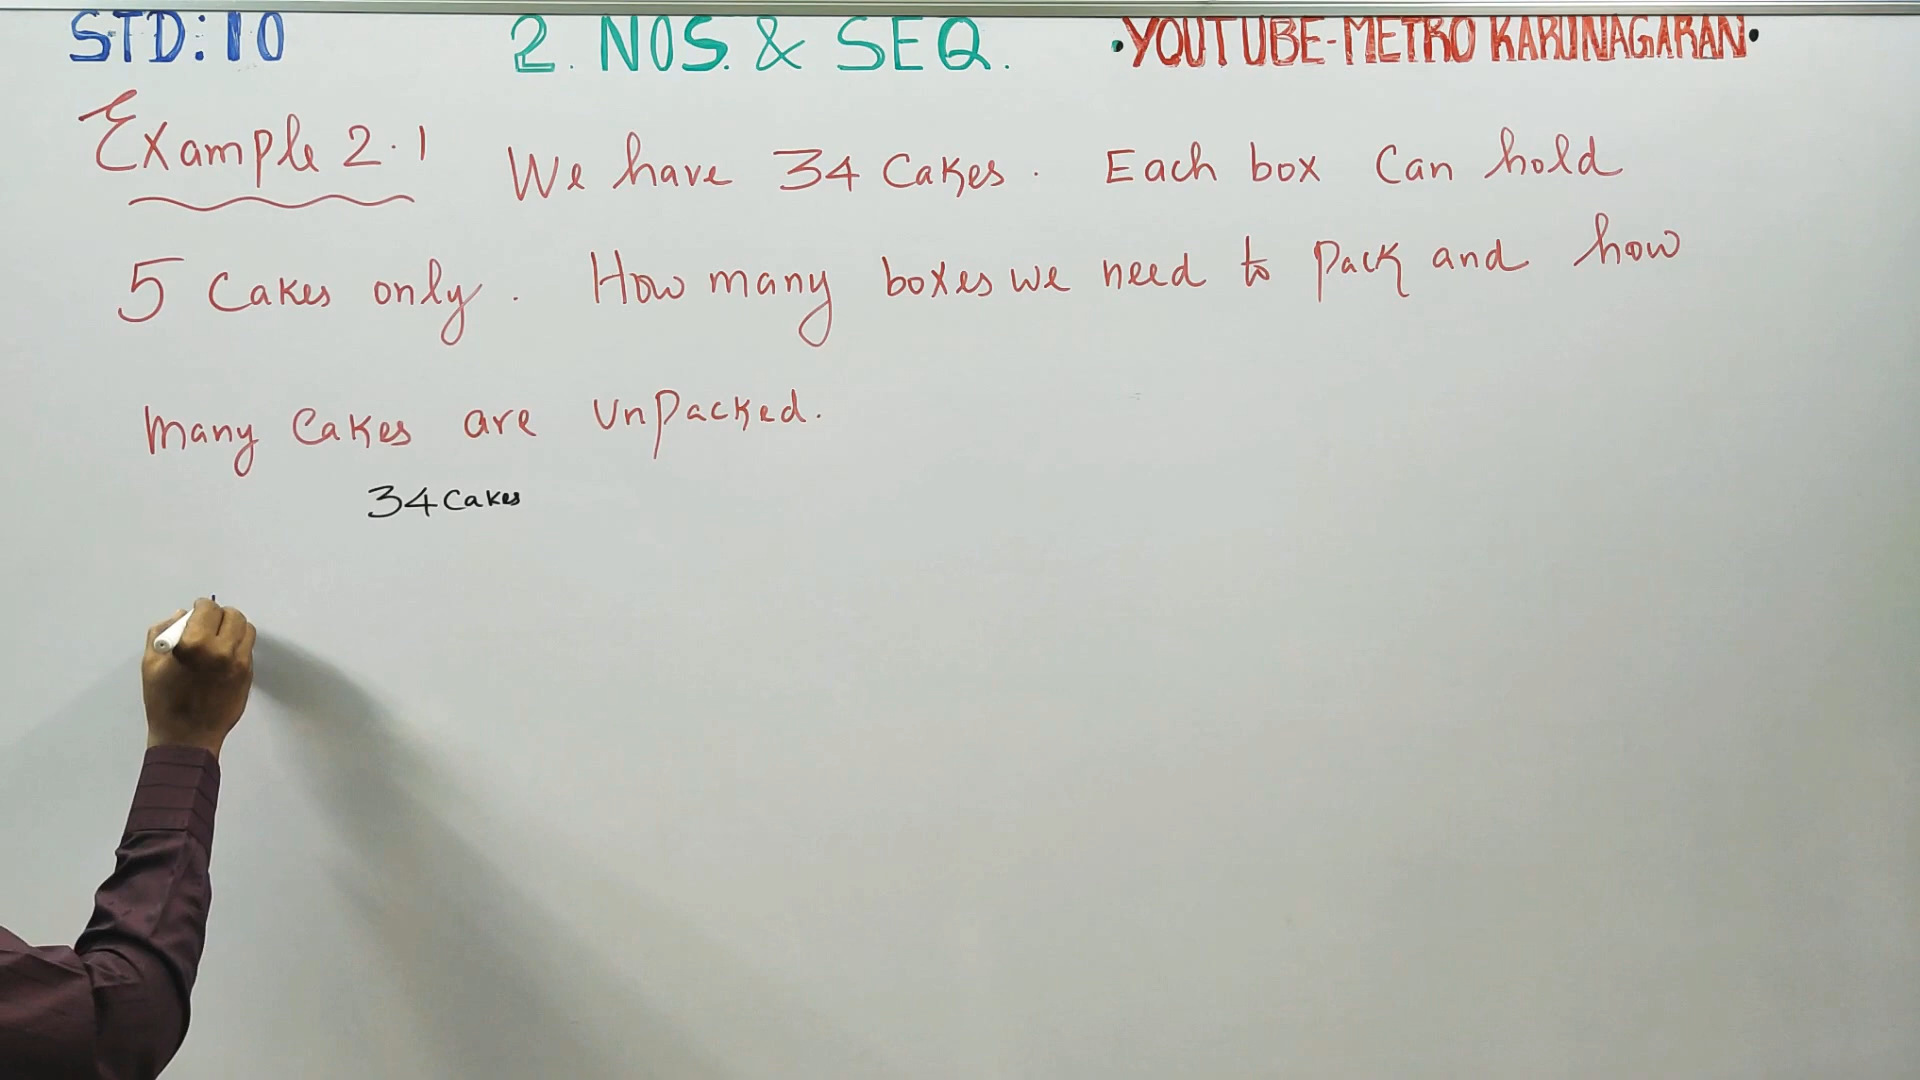 STD: 10 2. NOS. & SEQ. •YOUTUBE-METRO KARUNAGARAN•
Example 2.1 We have 34 Cakes. Each box Can hold
5 Cakes only. How many boxes we need to Pack and how
many Cakes are UnPacked.
34 Cakes